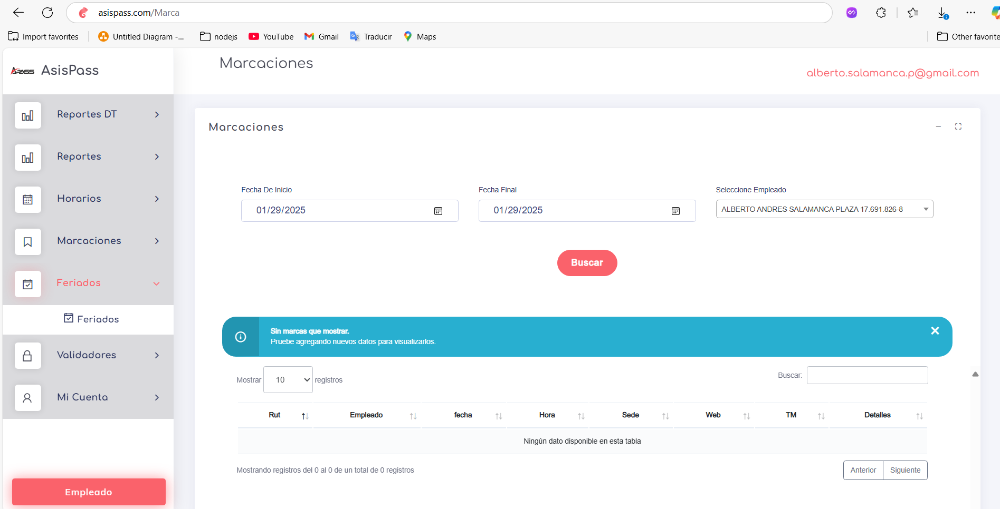 asispass.com/Marca
Import favorites
Untitled Diagram -...
nodejs
YouTube
Gmail
Traducir
Maps
Other favorite
APASS
AsisPass
Marcaciones
alberto.salamanca.p@gmail.com
Reportes DT
Reportes
Horarios
Marcaciones
Feriados
Feriados
Validadores
Mi Cuenta
Empleado
Marcaciones
Fecha De Inicio
Fecha Final
Seleccione Empleado
01/29/2025
01/29/2025
ALBERTO ANDRES SALAMANCA PLAZA 17.691.826-8
Buscar
Sin marcas que mostrar.
Pruebe agregando nuevos datos para visualizarlos.
Mostrar 10 registros
Buscar:
Rut Empleado fecha Hora Sede Web TM Detalles
Ningún dato disponible en esta tabla
Mostrando registros del 0 al 0 de un total de 0 registros
Anterior Siguiente